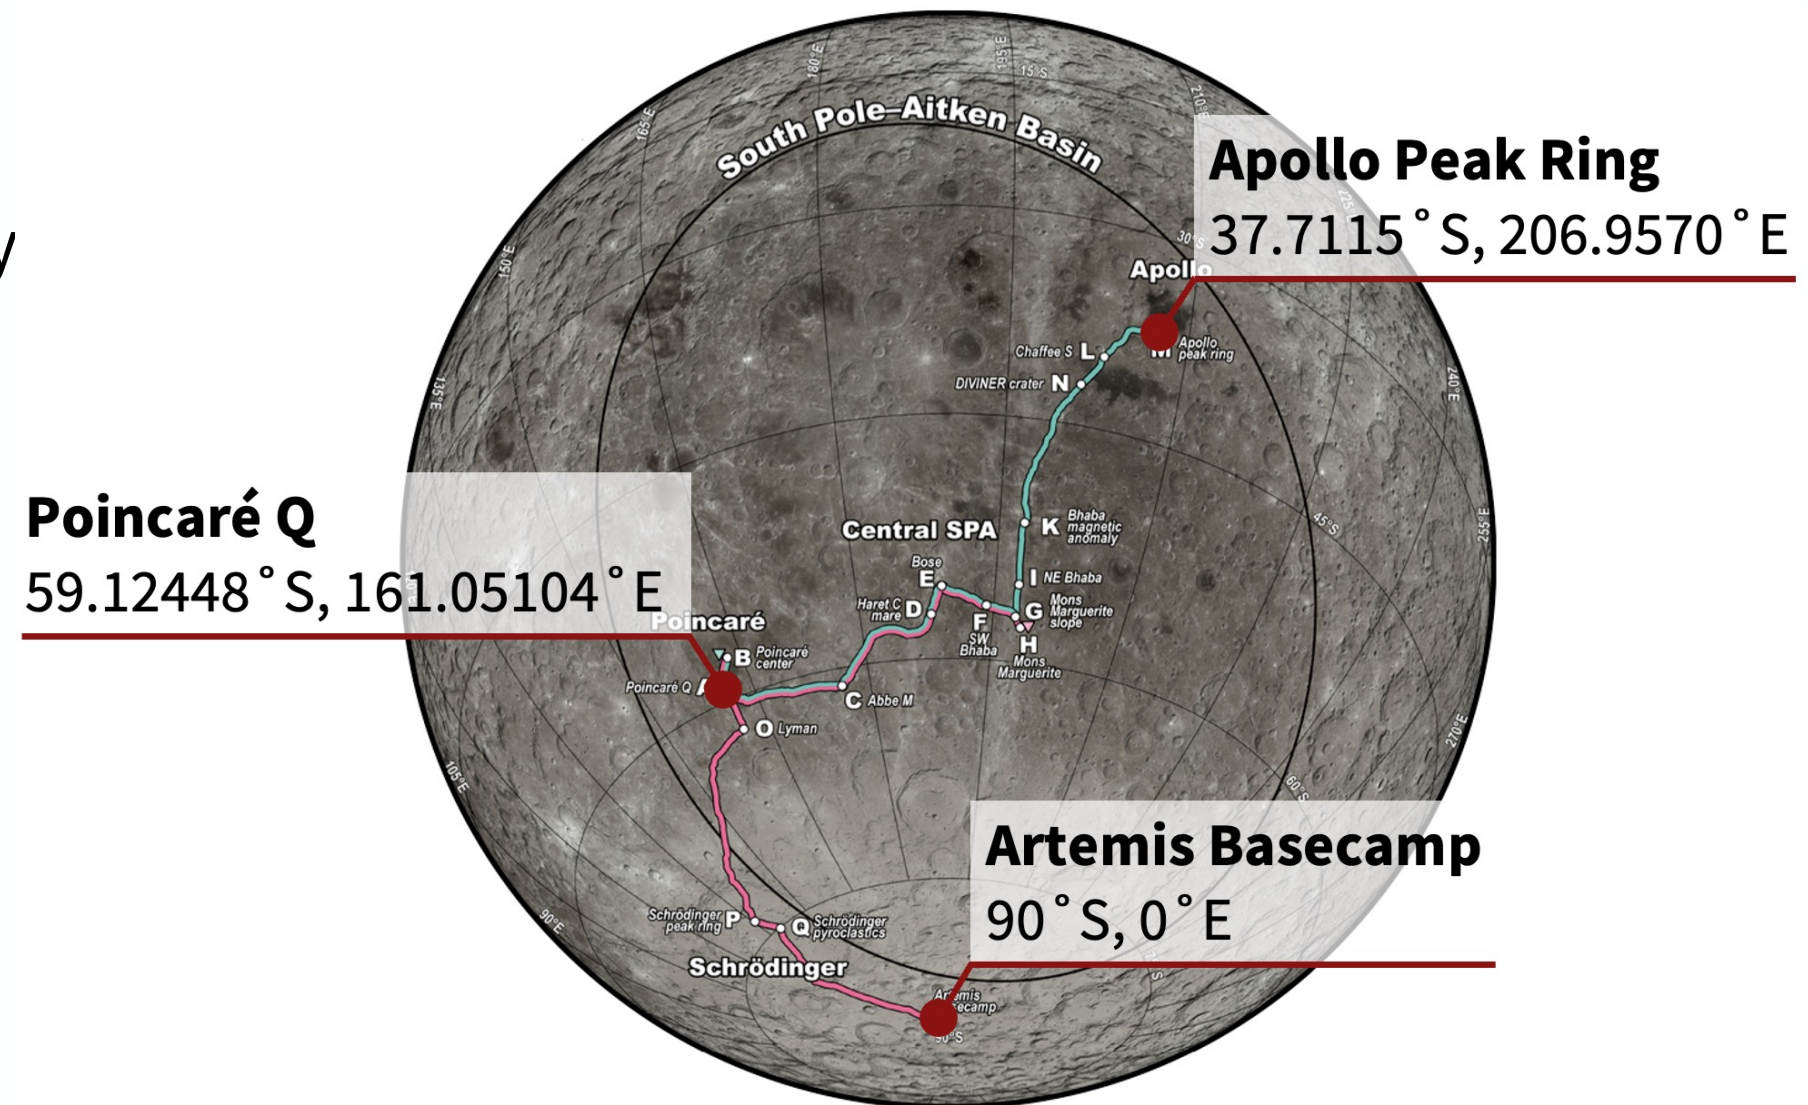 y
180°E
195°E
15°S
210°E
165°E
South Pole–Aitken Basin
Apollo Peak Ring
37.7115°S, 206.9570°E
225°E
30°S
150°E
Apollo
Chaffee S L
M Apollo
peak ring
DIVINER crater N
135°E
240°E
Poincaré Q
59.12448°S, 161.05104°E
Central SPA
K Bhaba
magnetic
anomaly
45°S
255°E
Bose
E
I NE Bhaba
Haret C
mare D
G Mons
Marguerite
slope
F
SW
Bhaba
H
Mons
Marguerite
Poincaré
B Poincaré
center
Poincaré Q A
C Abbe M
O Lyman
270°E
105°E
60°S
Artemis Basecamp
90°S, 0°E
90°E
Schrödinger
peak ring P
Q Schrödinger
pyroclastics
Schrödinger
Artemis
Basecamp
90°S